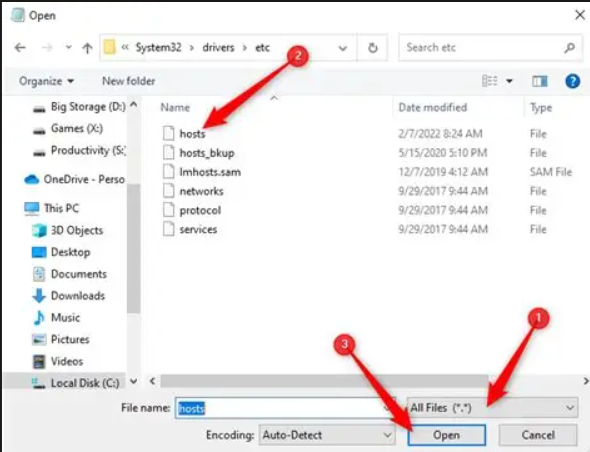 Open
« System32 › drivers › etc
Search etc
Organize
New folder
Name
Date modified
Type
Big Storage (D:)
Games (X:)
Productivity (S:
OneDrive - Perso
This PC
3D Objects
Desktop
Documents
Downloads
Music
Pictures
Videos
Local Disk (C:)
hosts 2/7/2022 8:24 AM File
hosts_bkup 5/15/2020 5:10 PM File
lmhosts.sam 12/7/2019 4:12 AM SAM File
networks 9/29/2017 9:44 AM File
protocol 9/29/2017 9:44 AM File
services 9/29/2017 9:44 AM File
2
1
3
File name: hosts
All Files (*.*)
Encoding: Auto-Detect
Open
Cancel